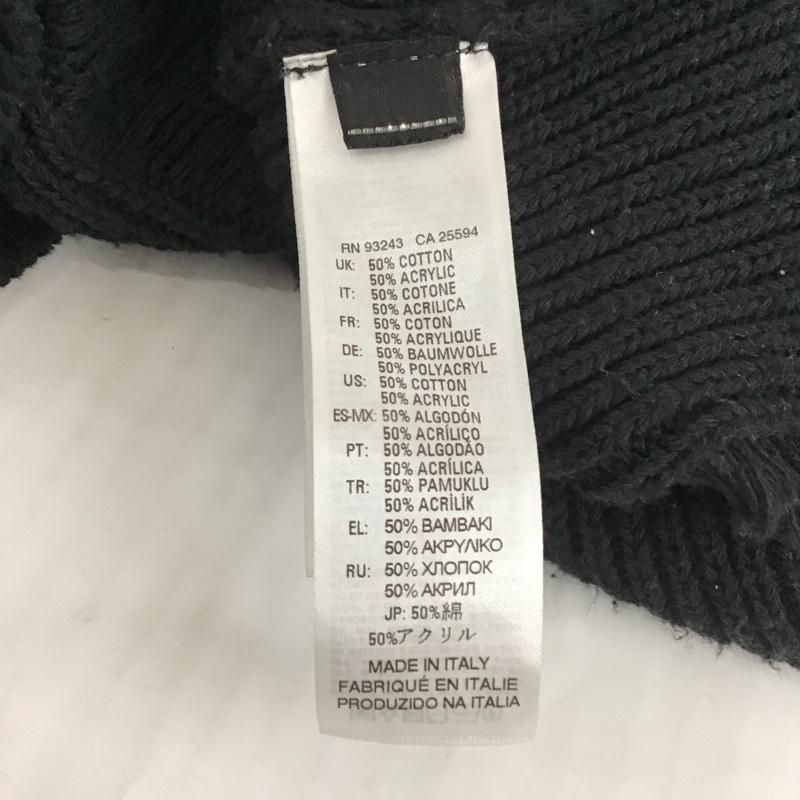 RN 93243 CA 25594
UK: 50% COTTON
50% ACRYLIC
IT: 50% COTONE
50% ACRILICA
FR: 50% COTON
50% ACRYLIQUE
DE: 50% BAUMWOLLE
50% POLYACRYL
US: 50% COTTON
50% ACRYLIC
ES-MX: 50% ALGODÓN
50% ACRÍLICO
PT: 50% ALGODÃO
50% ACRÍLICA
TR: 50% PAMUKLU
50% ACRİLİK
EL: 50% ΒΑΜΒΑΚΙ
50% ΑΚΡΥΛΙΚΟ
RU: 50% ХЛОПОК
50% АКРИЛ
JP: 50%綿
50%アクリル
MADE IN ITALY
FABRIQUÉ EN ITALIE
PRODUZIDO NA ITALIA